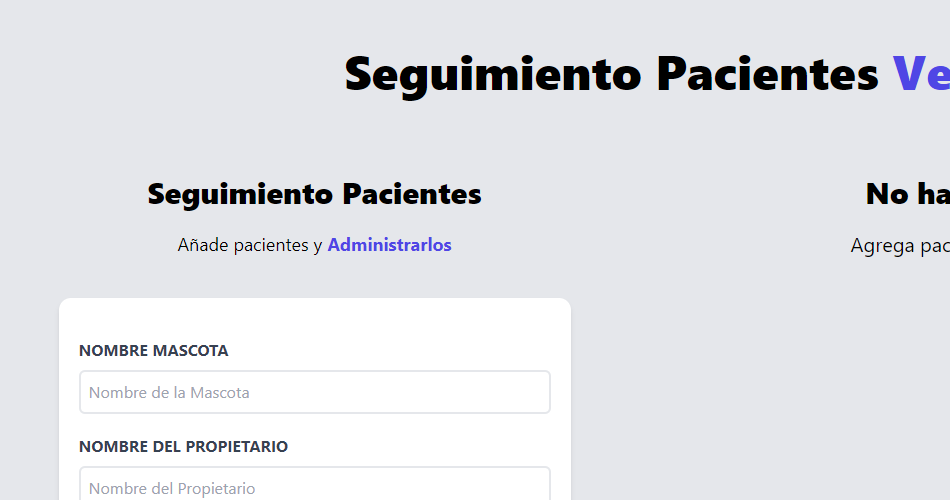 Seguimiento Pacientes Ve
Seguimiento Pacientes
Añade pacientes y Administrarlos
No ha
Agrega pac
NOMBRE MASCOTA
Nombre de la Mascota
NOMBRE DEL PROPIETARIO
Nombre del Propietario